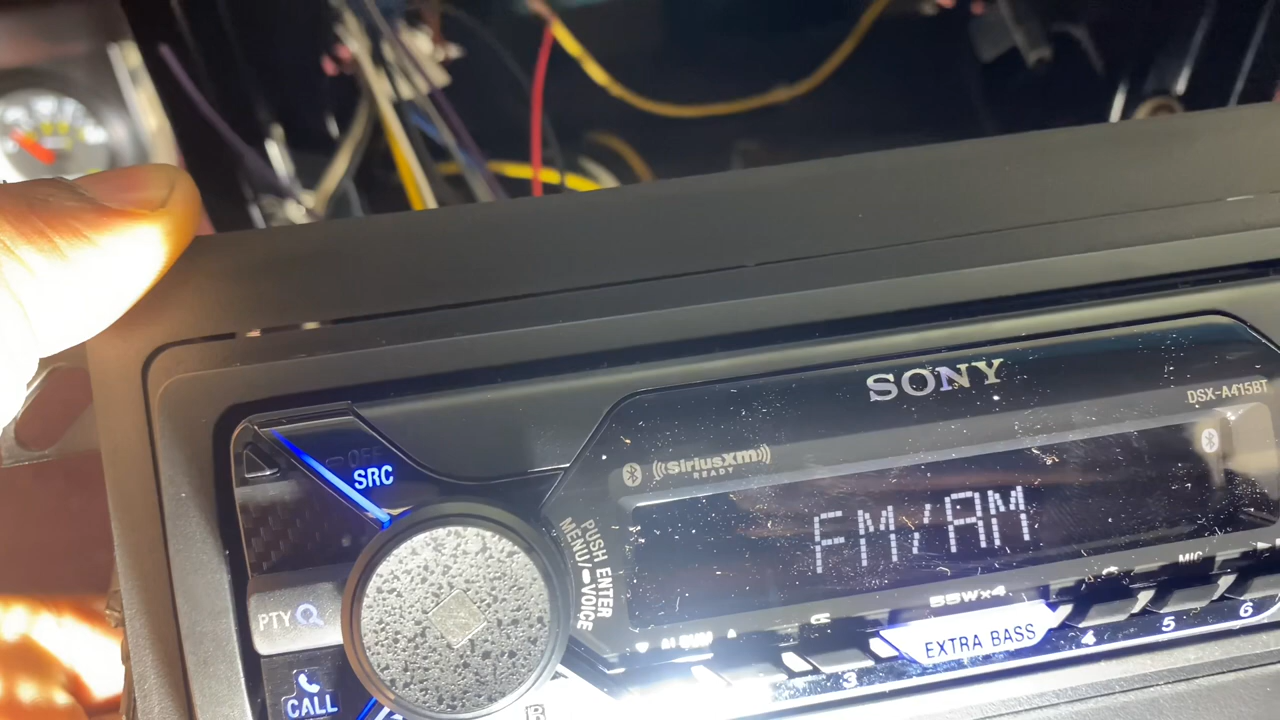 SONY
DSX-A415BT
OFF
SRC
((SiriusXm))
READY
FM/AM
PUSH ENTER
MENU/ VOICE
MIC
55W×4
PTY
ALBUM
EXTRA BASS
3
4
5
6
CALL